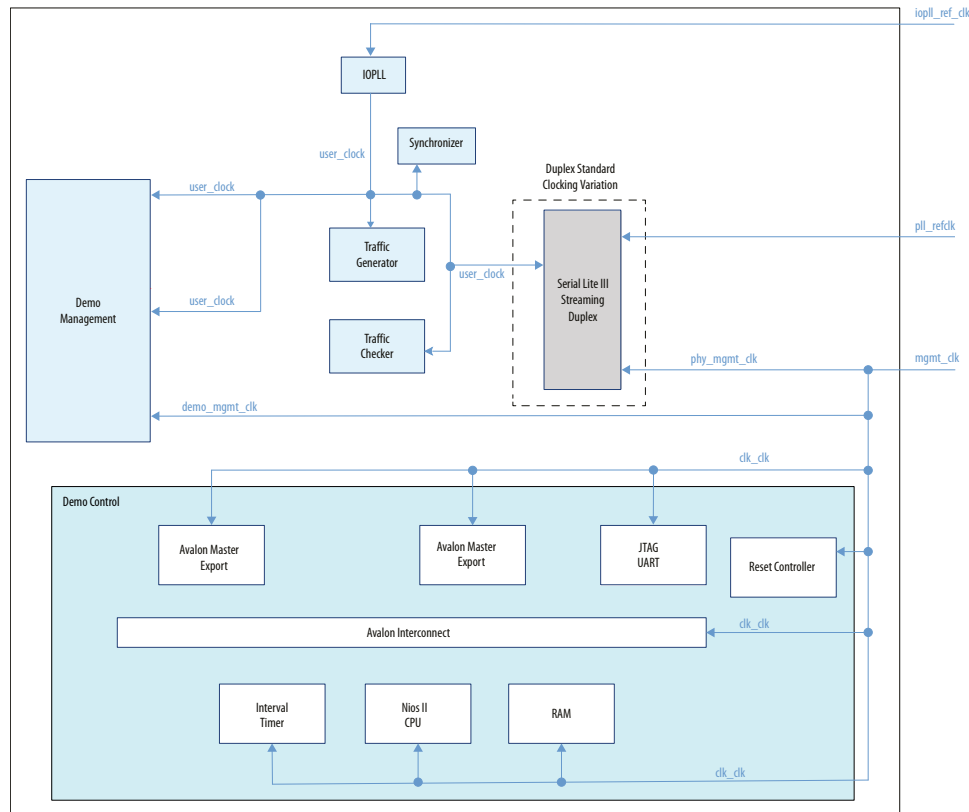 iopll_ref_clk
IOPLL
user_clock
Synchronizer
Duplex Standard
Clocking Variation
user_clock
pll_refclk
Traffic
Generator
user_clock
Serial Lite III
Streaming
Duplex
Demo
Management
user_clock
Traffic
Checker
phy_mgmt_clk
mgmt_clk
demo_mgmt_clk
clk_clk
Demo Control
Avalon Master
Export
Avalon Master
Export
JTAG
UART
Reset Controller
Avalon Interconnect
clk_clk
Interval
Timer
Nios II
CPU
RAM
clk_clk